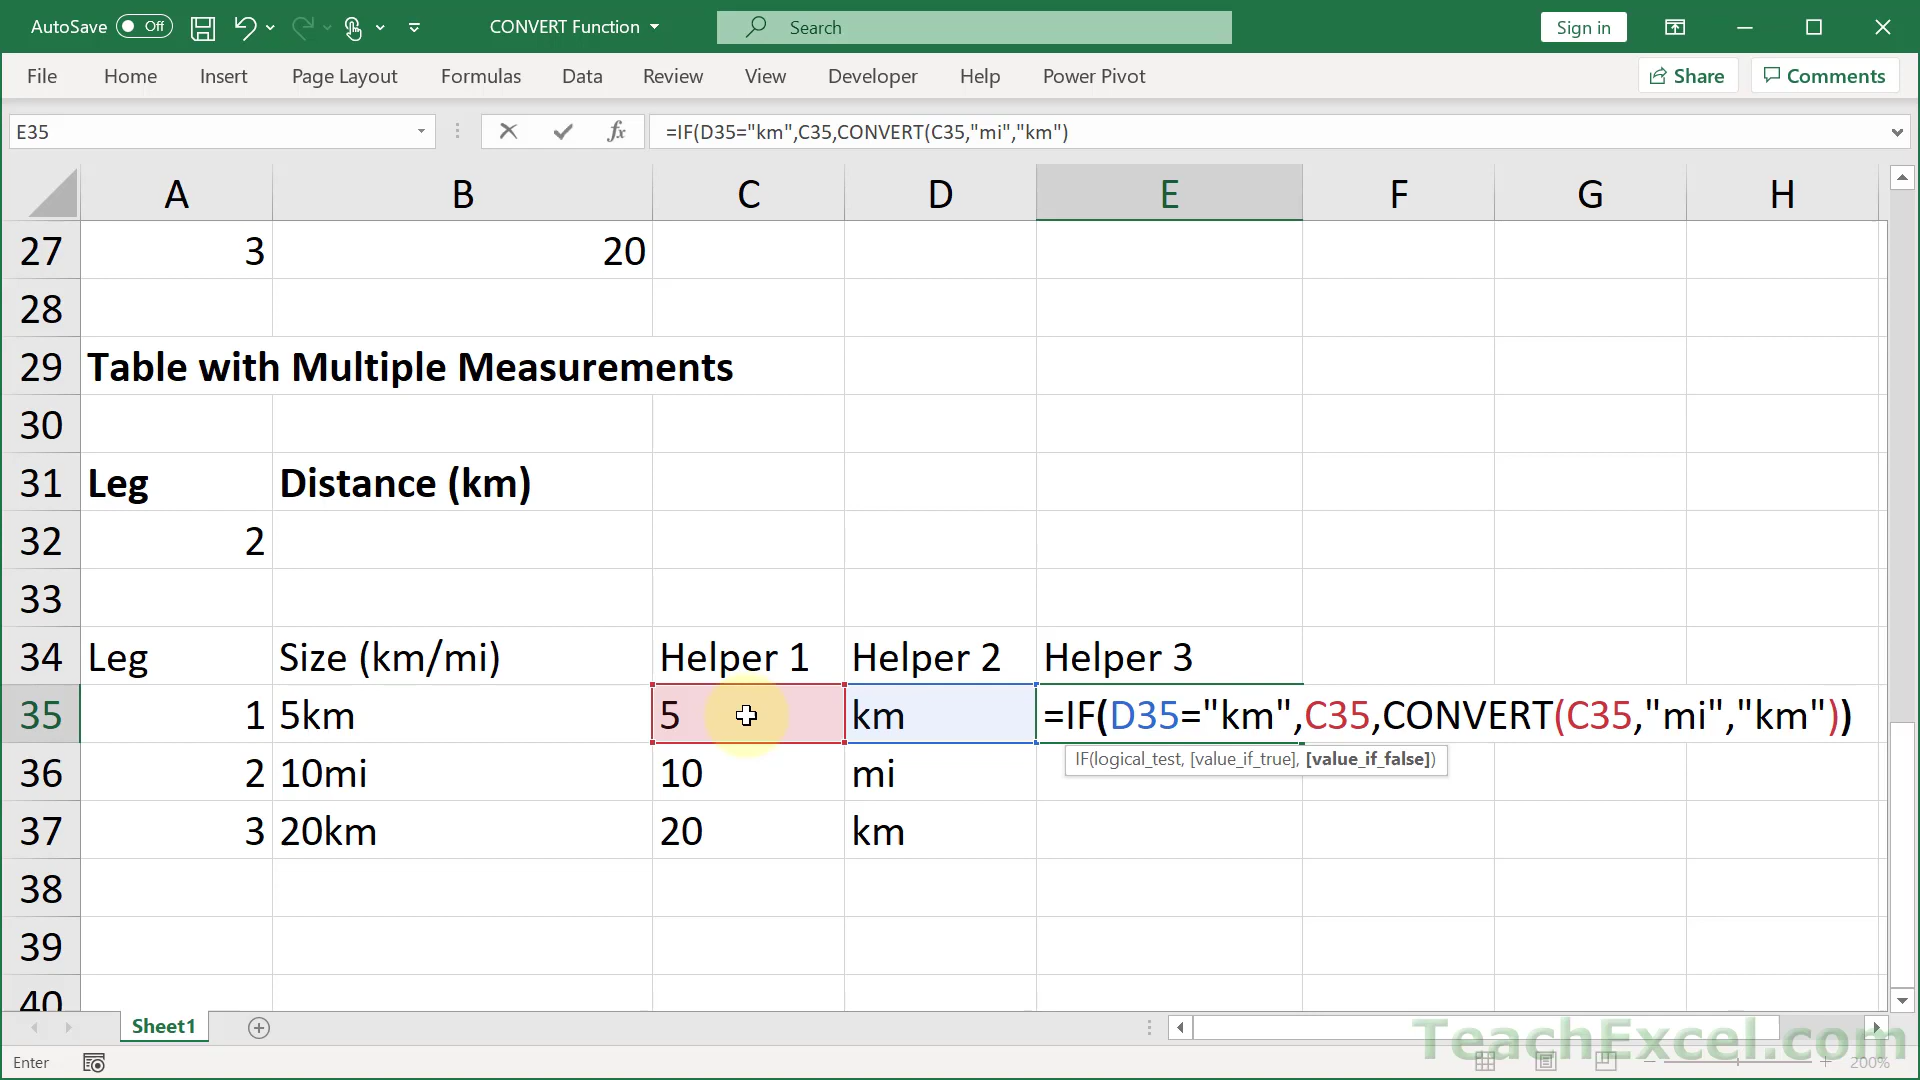 AutoSave Off CONVERT Function Search Sign in
File Home Insert Page Layout Formulas Data Review View Developer Help Power Pivot Share Comments
E35 fx =IF(D35="km",C35,CONVERT(C35,"mi","km")
A B C D E F G H
27 3 20
28
29 Table with Multiple Measurements
30
31 Leg Distance (km)
32 2
33
34 Leg Size (km/mi) Helper 1 Helper 2 Helper 3
35 1 5km 5 km =IF(D35="km",C35,CONVERT(C35,"mi","km"))
IF(logical_test, [value_if_true], [value_if_false])
36 2 10mi 10 mi
37 3 20km 20 km
38
39
40
Sheet1
TeachExcel.com
Enter 200%